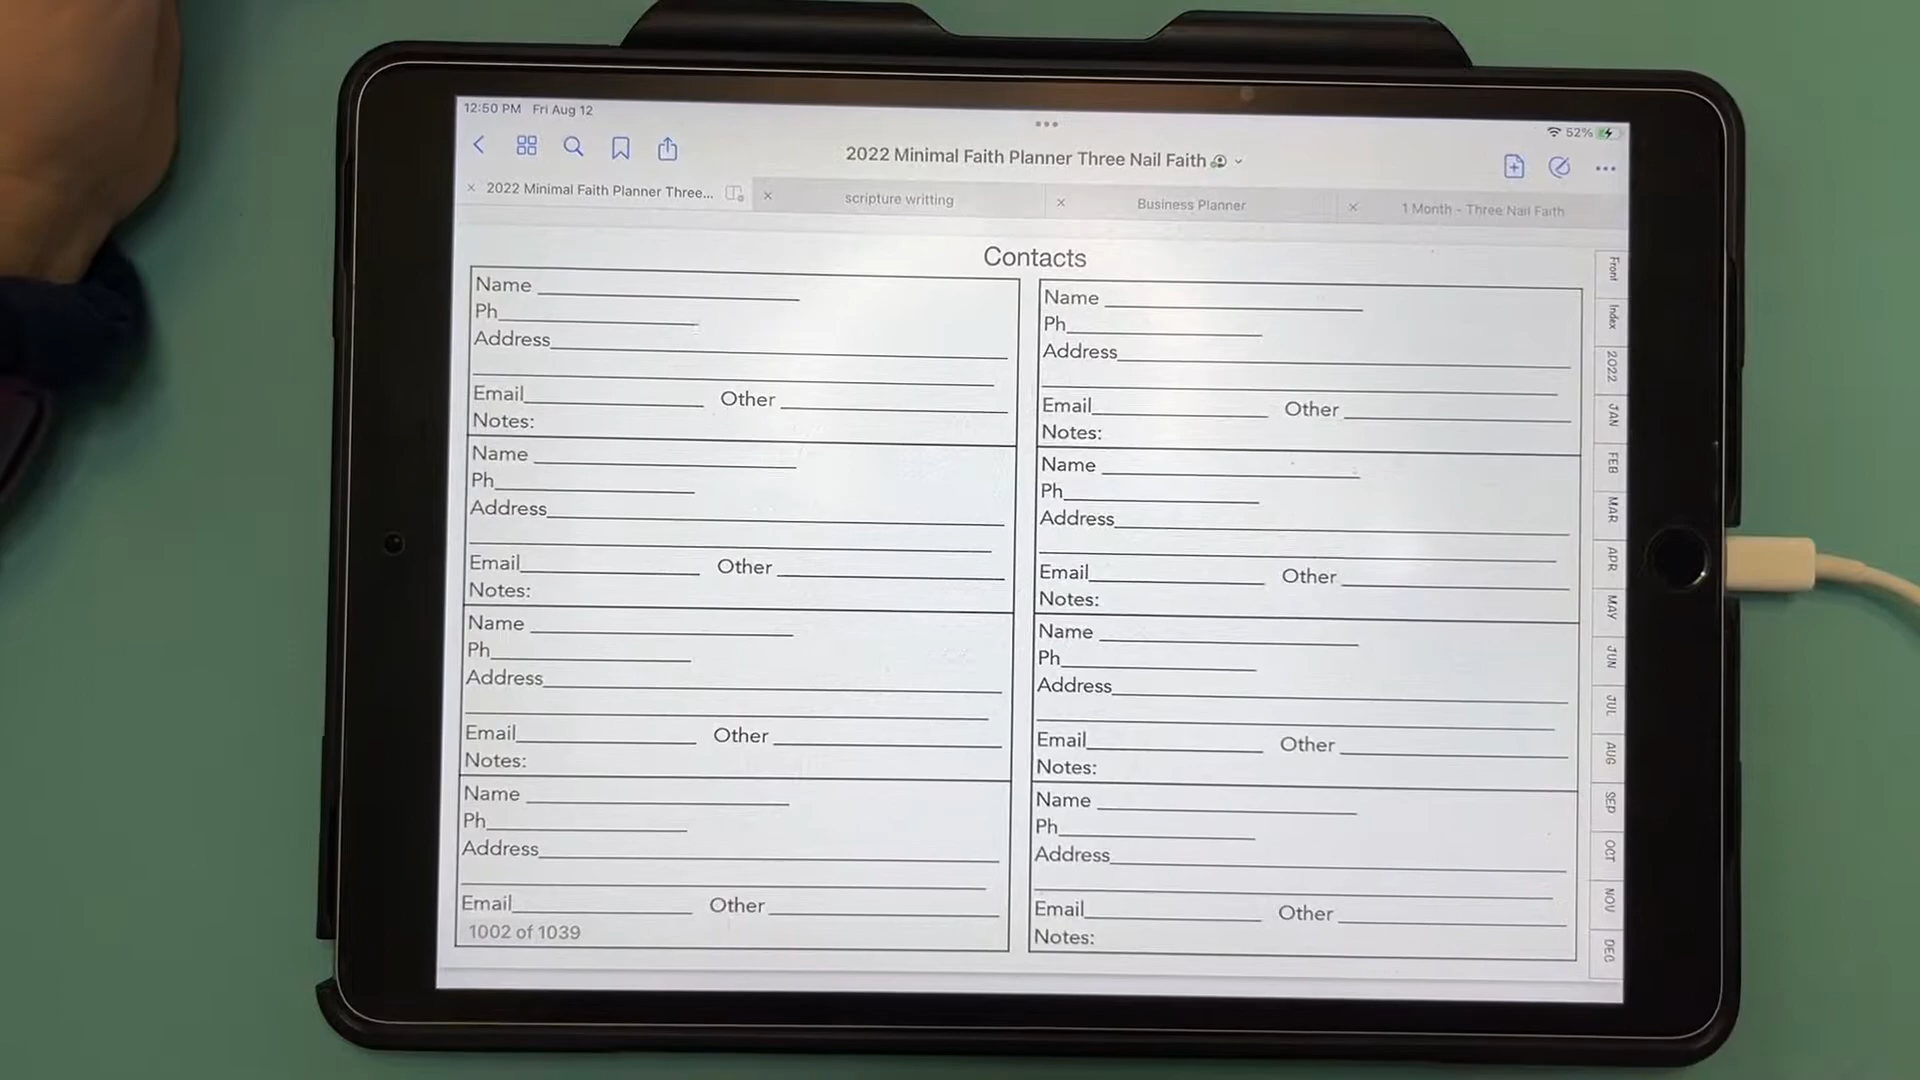 12:50 PM Fri Aug 12
52%
2022 Minimal Faith Planner Three Nail Faith
2022 Minimal Faith Planner Three...
scripture writting
Business Planner
1 Month - Three Nail Faith
Contacts
Name
Ph
Address
Email Other
Notes:
Name
Ph
Address
Email Other
Notes:
Name
Ph
Address
Email Other
Notes:
Name
Ph
Address
Email Other
1002 of 1039
Name
Ph
Address
Email Other
Notes:
Name
Ph
Address
Email Other
Notes:
Name
Ph
Address
Email Other
Notes:
Name
Ph
Address
Email Other
Notes:
Front
Index
2022
JAN
FEB
MAR
APR
MAY
JUN
JUL
AUG
SEP
OCT
NOV
DEC